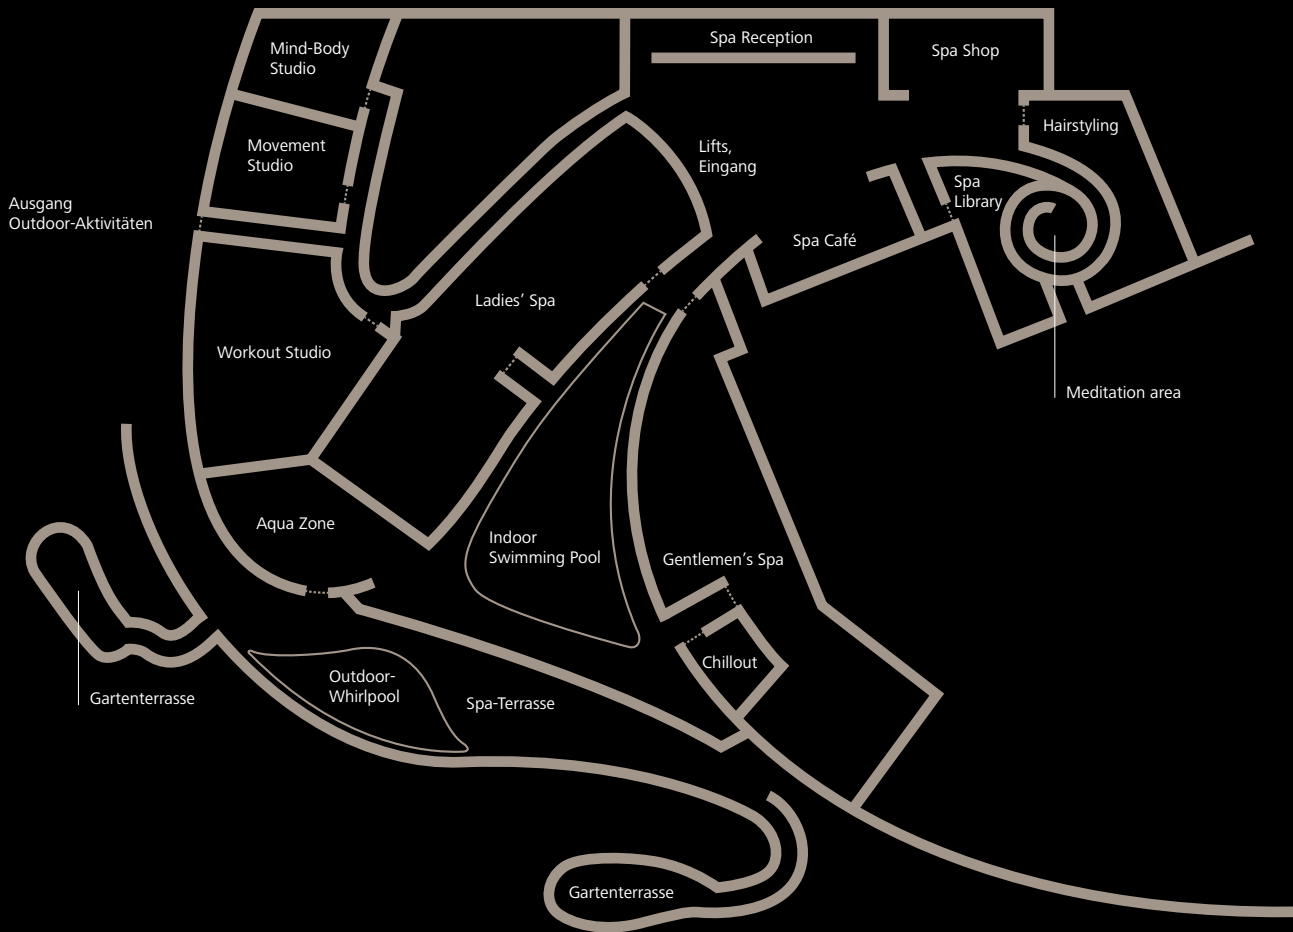 Spa Reception
Mind-Body
Studio
Spa Shop
Hairstyling
Movement
Studio
Lifts,
Eingang
Spa
Library
Ausgang
Outdoor-Aktivitäten
Spa Café
Ladies’ Spa
Workout Studio
Meditation area
Aqua Zone
Indoor
Swimming Pool
Gentlemen’s Spa
Chillout
Outdoor-
Whirlpool
Spa-Terrasse
Gartenterrasse
Gartenterrasse